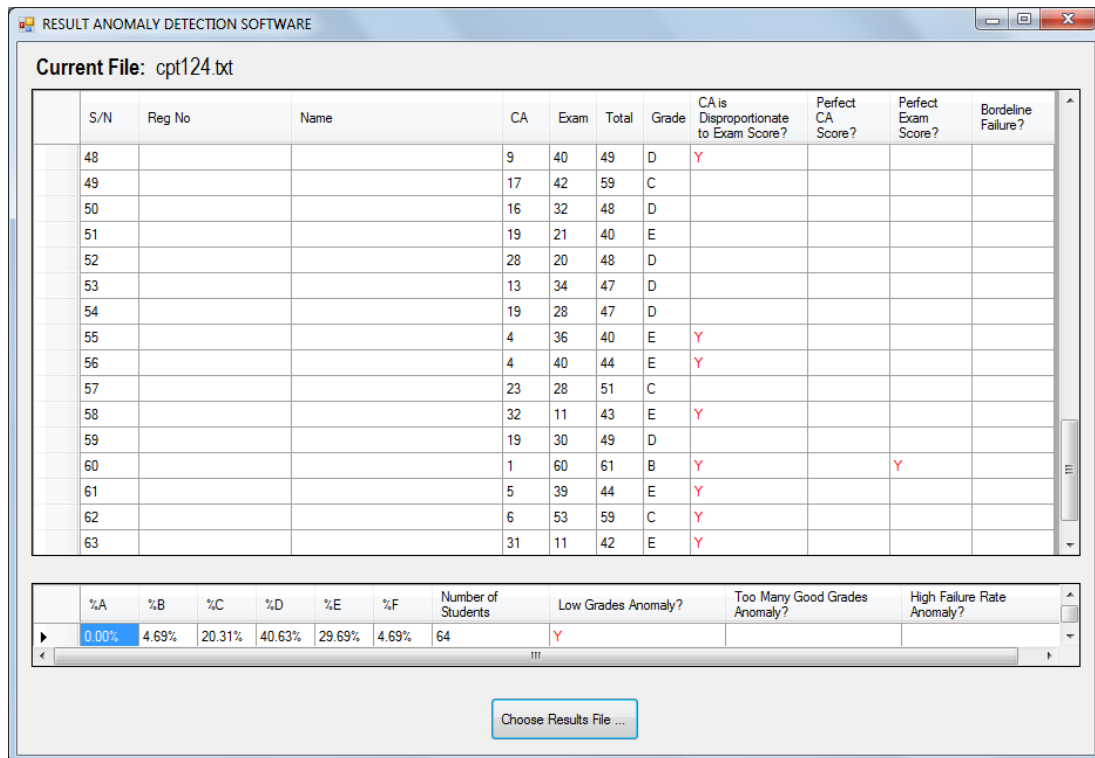 RESULT ANOMALY DETECTION SOFTWARE
Current File: cpt124.txt
S/N Reg No Name CA Exam Total Grade CA is Disproportionate to Exam Score? Perfect CA Score? Perfect Exam Score? Bordeline Failure?
48 9 40 49 D Y
49 17 42 59 C
50 16 32 48 D
51 19 21 40 E
52 28 20 48 D
53 13 34 47 D
54 19 28 47 D
55 4 36 40 E Y
56 4 40 44 E Y
57 23 28 51 C
58 32 11 43 E Y
59 19 30 49 D
60 1 60 61 B Y Y
61 5 39 44 E Y
62 6 53 59 C Y
63 31 11 42 E Y
%A %B %C %D %E %F Number of Students Low Grades Anomaly? Too Many Good Grades Anomaly? High Failure Rate Anomaly?
0.00% 4.69% 20.31% 40.63% 29.69% 4.69% 64 Y
Choose Results File ...